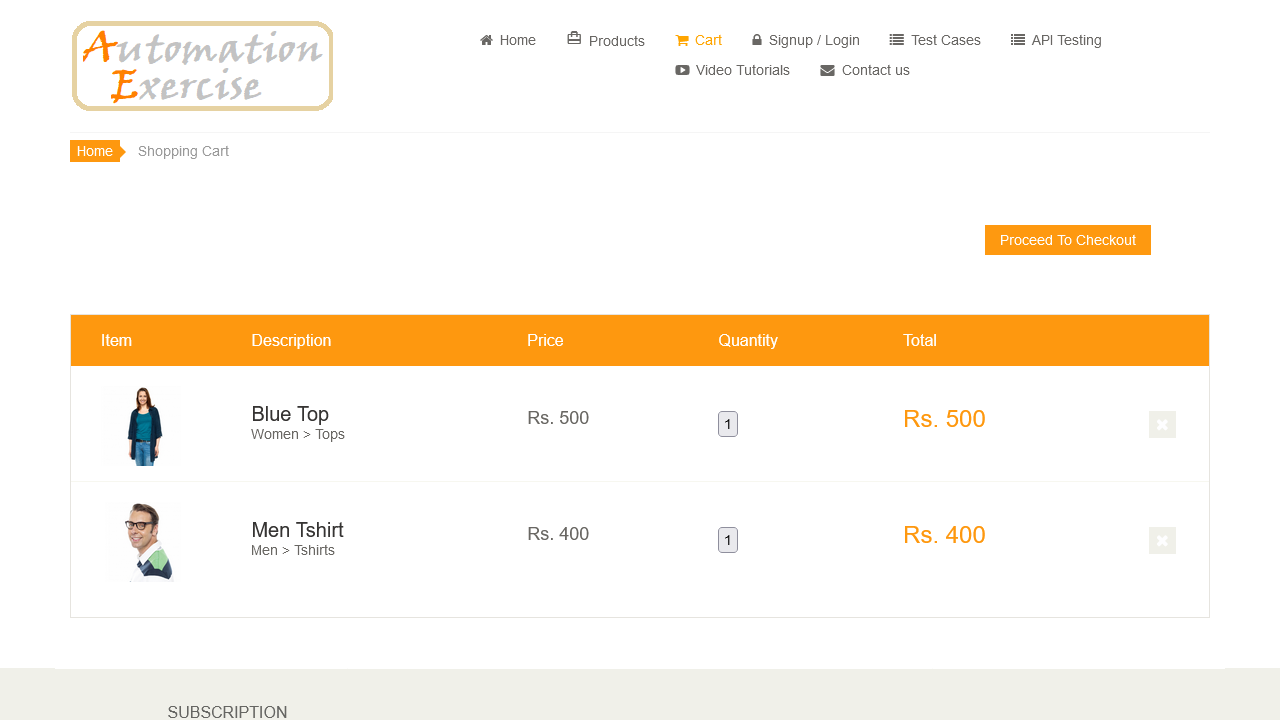 Automation
Exercise
Home
Products
Cart
Signup / Login
Test Cases
API Testing
Video Tutorials
Contact us
Home
Shopping Cart
Proceed To Checkout
Item Description Price Quantity Total
Blue Top
Women > Tops
Rs. 500
1
Rs. 500
Men Tshirt
Men > Tshirts
Rs. 400
1
Rs. 400
SUBSCRIPTION